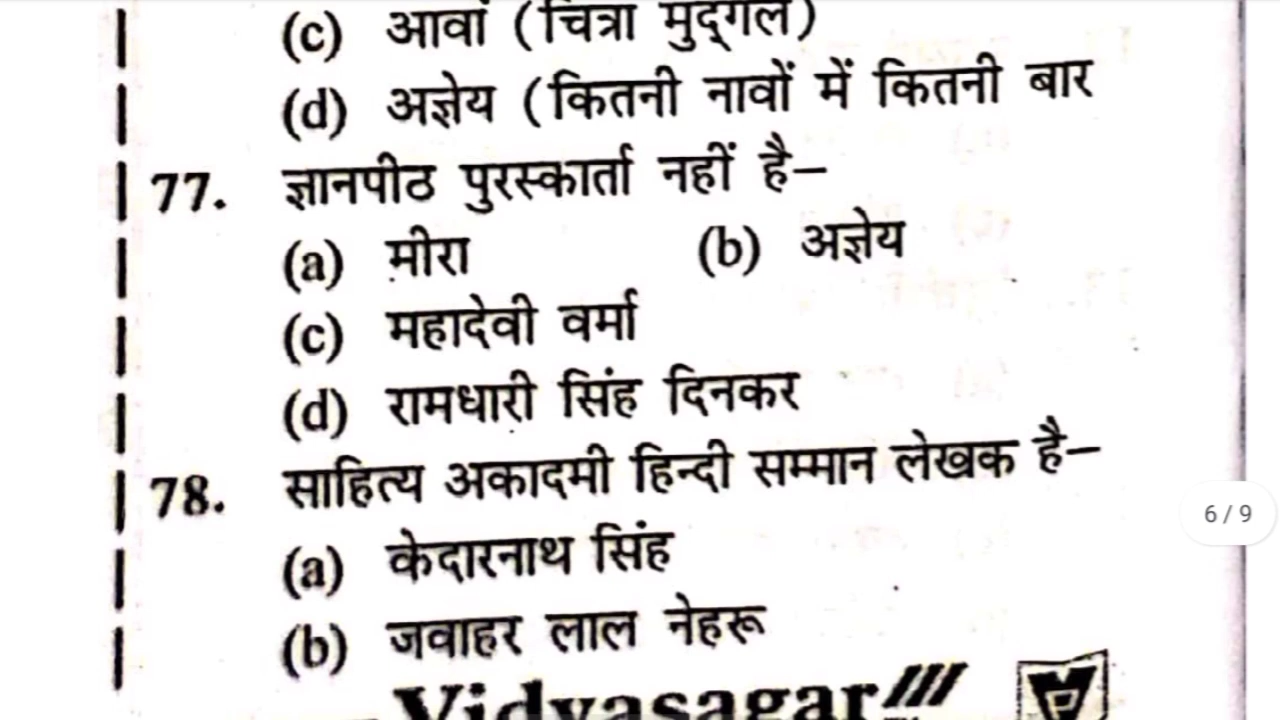 (c) आवां (चित्रा मुद्गल)
(d) अज्ञेय (कितनी नावों में कितनी बार
77. ज्ञानपीठ पुरस्कार्ता नहीं है–
(a) मीरा (b) अज्ञेय
(c) महादेवी वर्मा
(d) रामधारी सिंह दिनकर
78. साहित्य अकादमी हिन्दी सम्मान लेखक है–
6 / 9
(a) केदारनाथ सिंह
(b) जवाहर लाल नेहरू
Vidyasagar